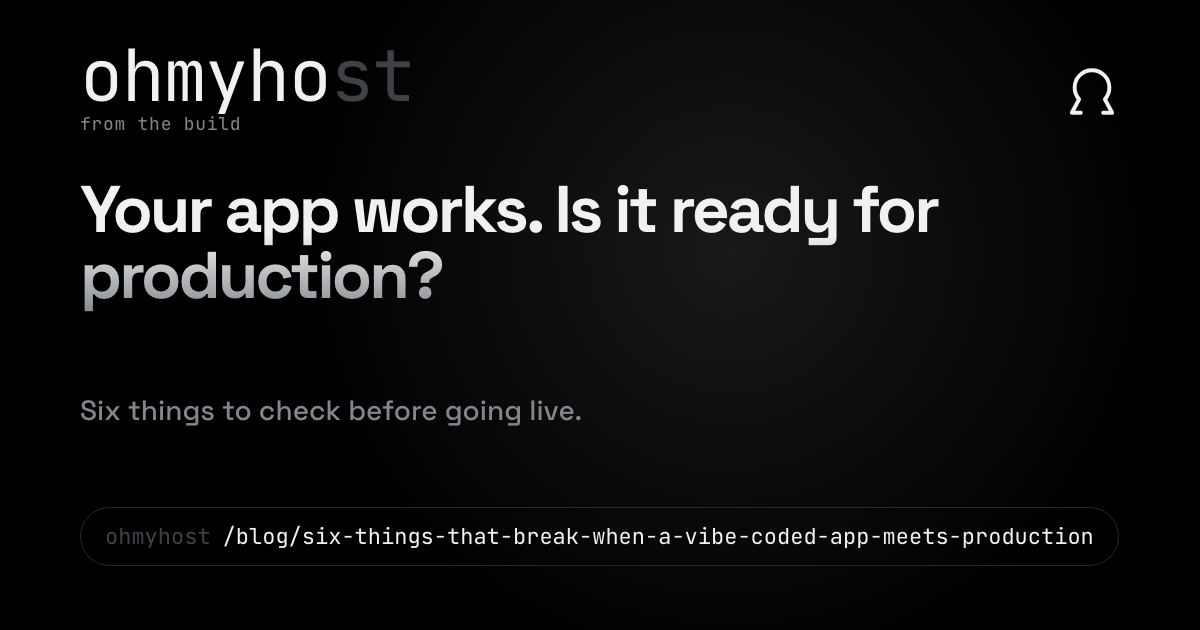 ohmyhost
from the build
Your app works. Is it ready for
production?
Six things to check before going live.
ohmyhost /blog/six-things-that-break-when-a-vibe-coded-app-meets-production